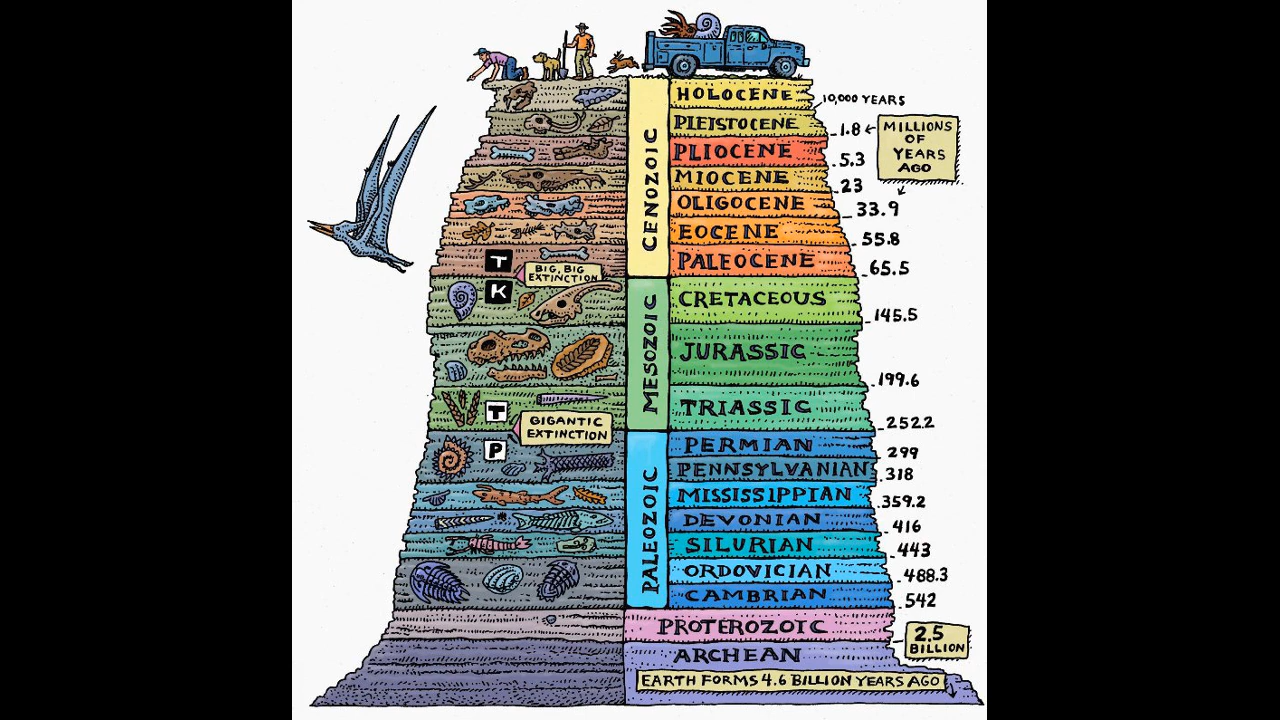 HOLOCENE
10,000 YEARS
PLEISTOCENE
1.8
MILLIONS
OF
YEARS
AGO
PLIOCENE
5.3
MIOCENE
23
OLIGOCENE
33.9
EOCENE
55.8
PALEOCENE
65.5
CENOZOIC
T
BIG, BIG
EXTINCTION
K
CRETACEOUS
145.5
JURASSIC
199.6
TRIASSIC
252.2
MESOZOIC
T
GIGANTIC
EXTINCTION
P
PERMIAN
299
PENNSYLVANIAN
318
MISSISSIPPIAN
359.2
DEVONIAN
416
SILURIAN
443
ORDOVICIAN
488.3
CAMBRIAN
542
PALEOZOIC
PROTEROZOIC
2.5
BILLION
ARCHEAN
EARTH FORMS 4.6 BILLION YEARS AGO